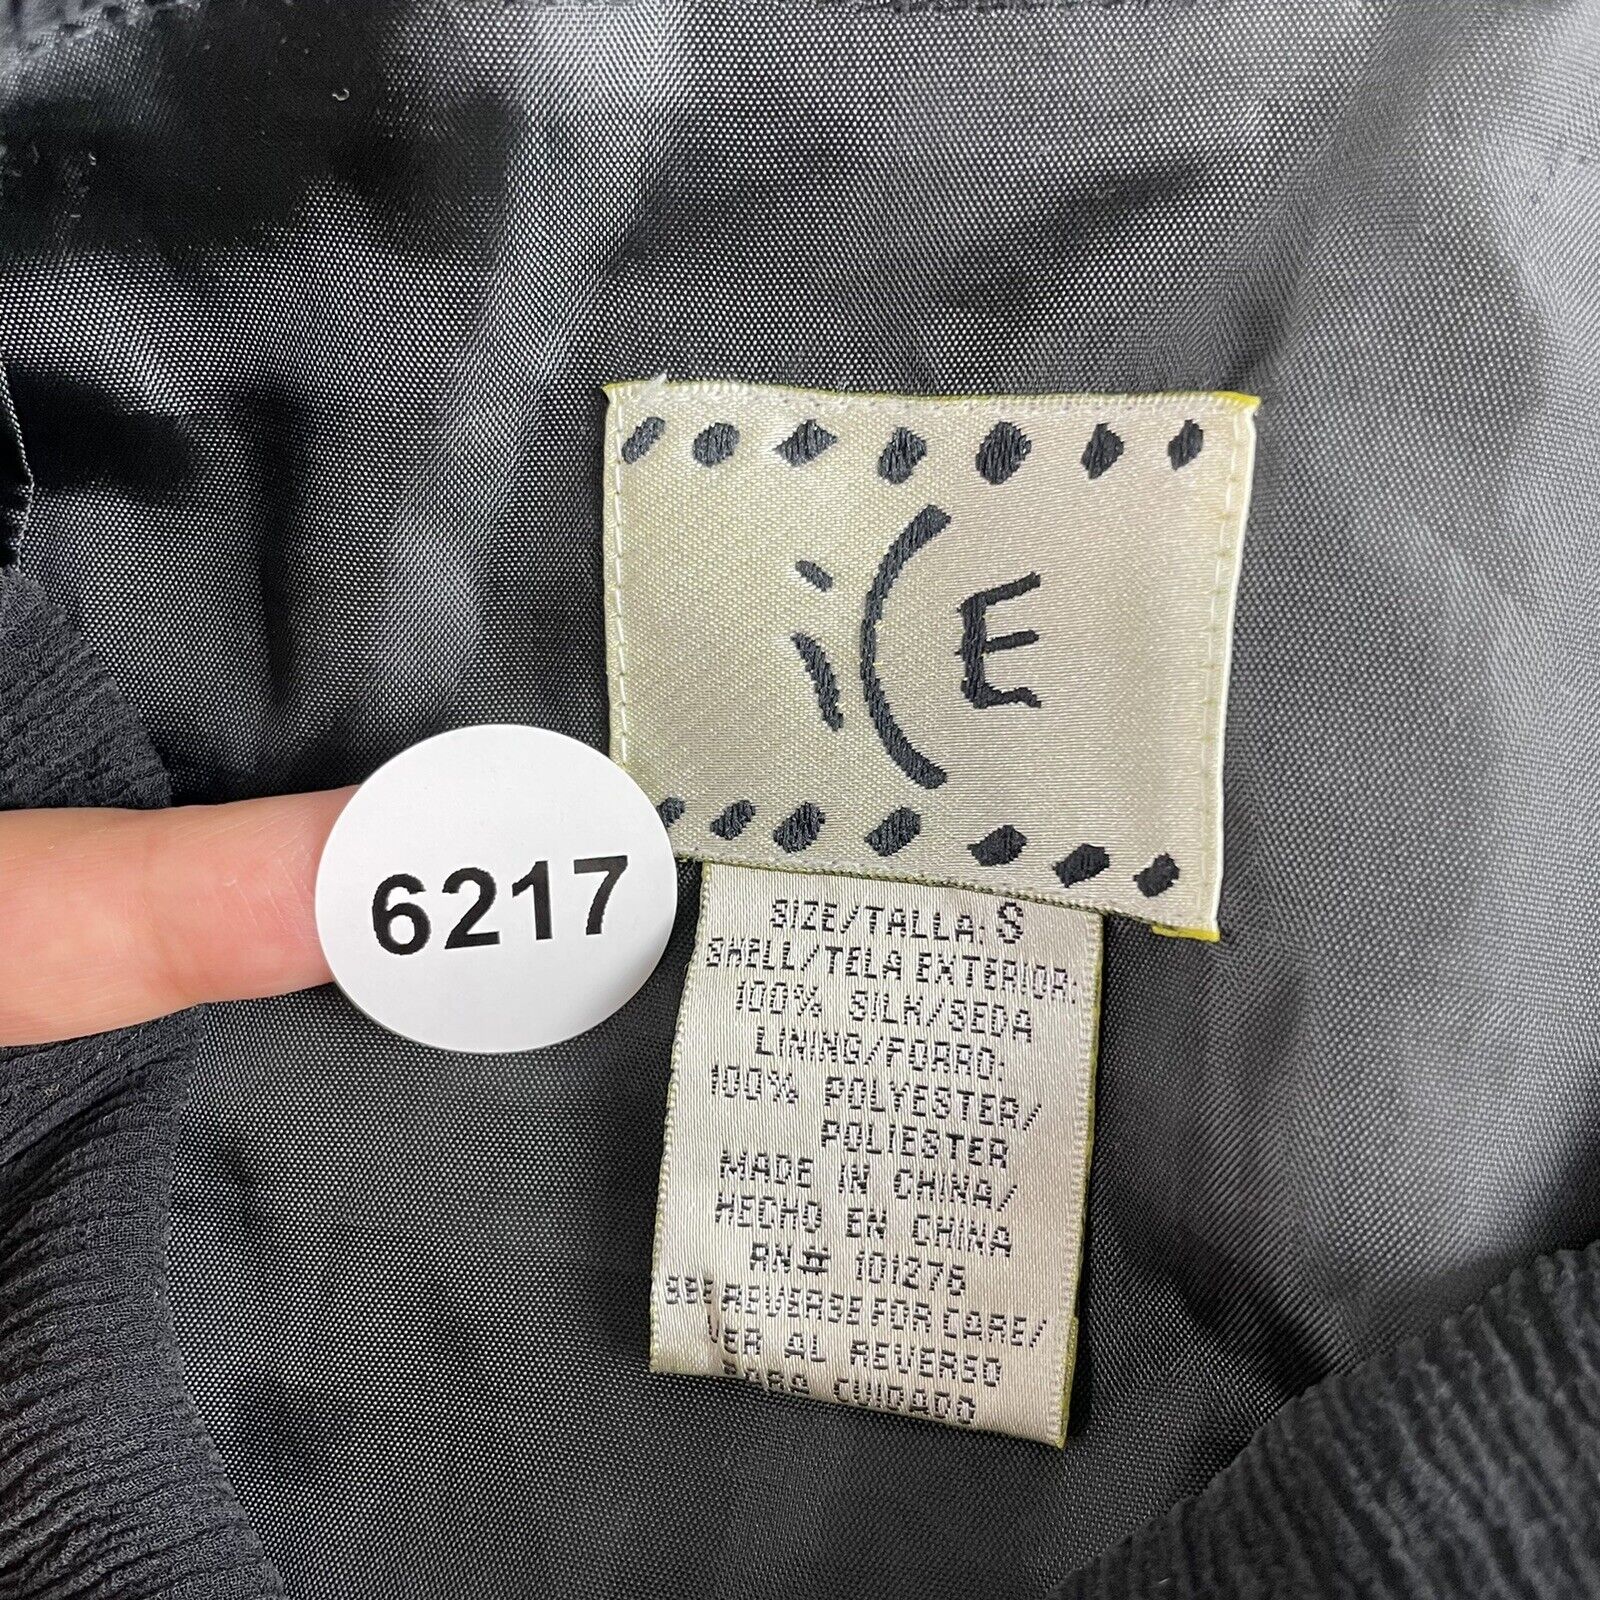 i(E
6217
SIZE/TALLA: S
SHELL/TELA EXTERIOR:
100% SILK/SEDA
LINING/FORRO:
100% POLYESTER/
POLIESTER
MADE IN CHINA/
HECHO EN CHINA
RN# 101276
SEE REVERSE FOR CARE/
VER AL REVERSO
PARA CUIDADO